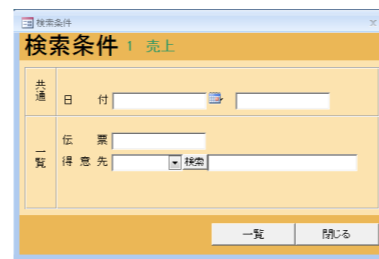 検索条件
検索条件 1 売上
共通
日 付
一覧
伝 票
得 意 先 検索
一覧 閉じる